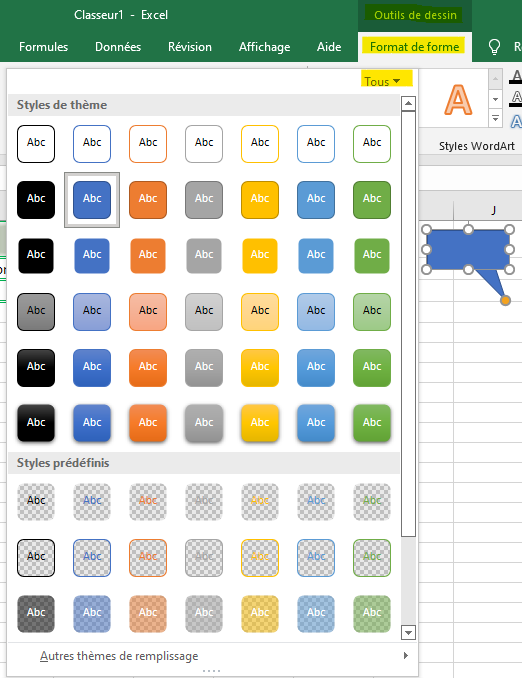 Classeur1 - Excel
Outils de dessin
Formules Données Révision Affichage Aide Format de forme
Tous
Styles de thème
Abc Abc Abc Abc Abc Abc Abc
Abc Abc Abc Abc Abc Abc Abc
Abc Abc Abc Abc Abc Abc Abc
Abc Abc Abc Abc Abc Abc Abc
Abc Abc Abc Abc Abc Abc Abc
Abc Abc Abc Abc Abc Abc Abc
Styles prédéfinis
Abc Abc Abc Abc Abc Abc Abc
Abc Abc Abc Abc Abc Abc Abc
Abc Abc Abc Abc Abc Abc Abc
Autres thèmes de remplissage
A A A A
Styles WordArt
J